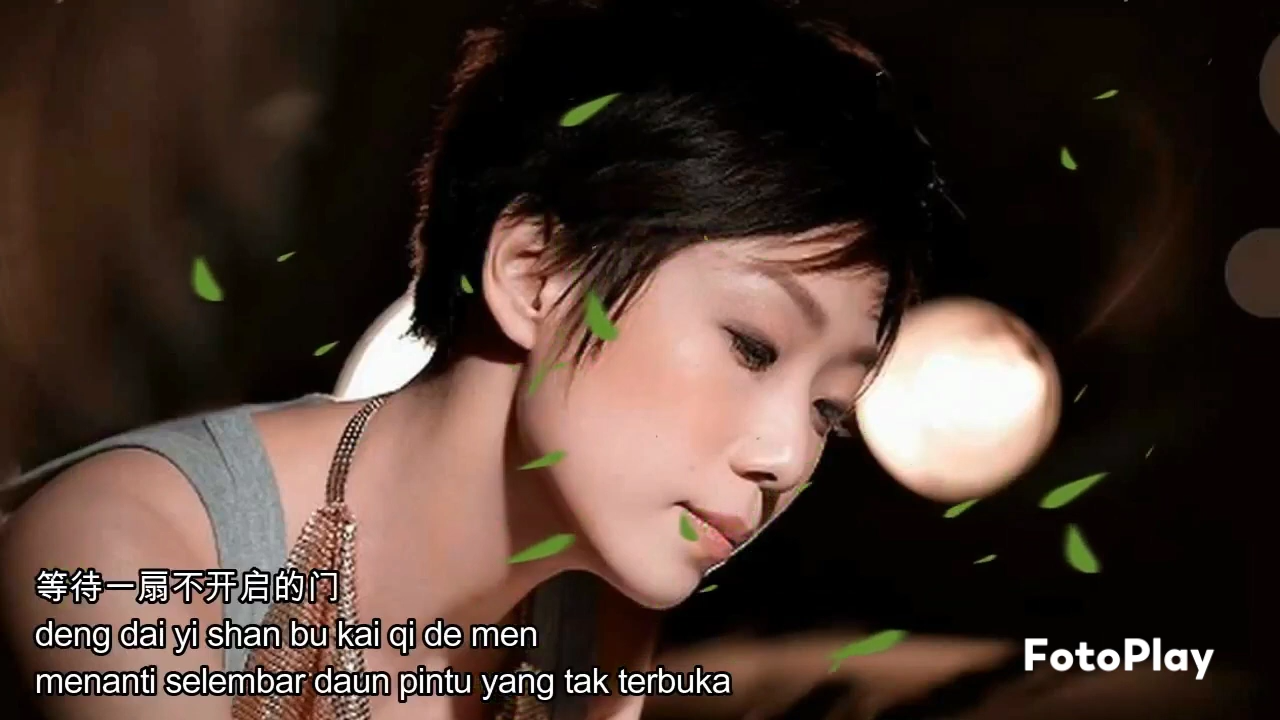 等待一扇不开启的门
deng dai yi shan bu kai qi de men
menanti selembar daun pintu yang tak terbuka
FotoPlay